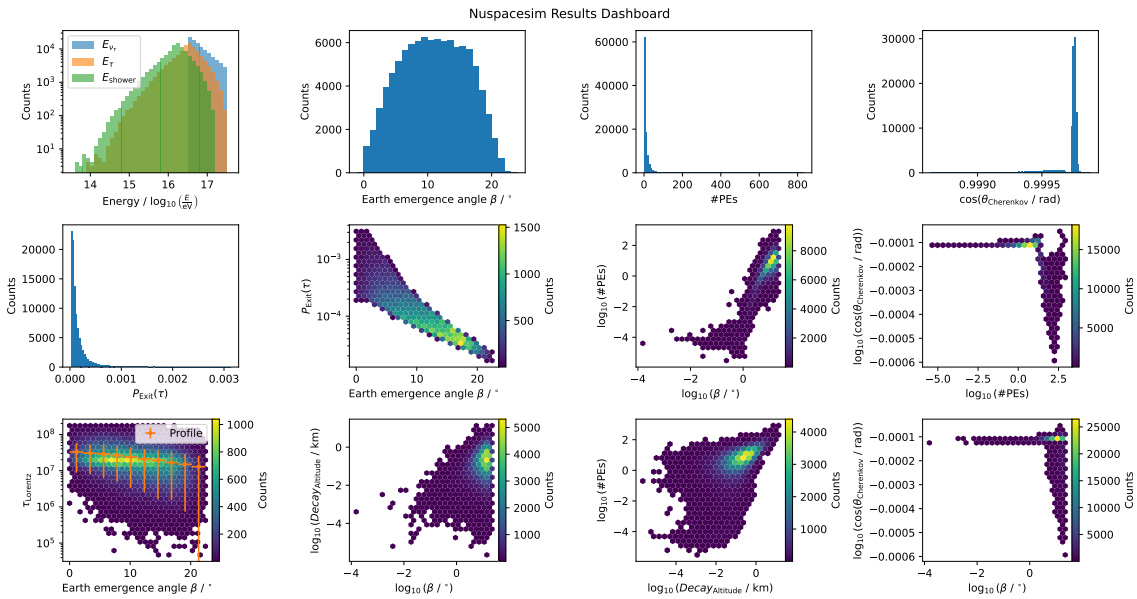 Nuspacesim Results Dashboard
Counts
10⁴
10³
10²
10¹
E_ντ
E_τ
E_shower
14 15 16 17
Energy / log₁₀ (E/eV)
Counts
6000
4000
2000
0
0 10 20
Earth emergence angle β / °
Counts
60000
40000
20000
0
0 200 400 600 800
#PEs
Counts
30000
20000
10000
0
0.9990 0.9995
cos(θ_Cherenkov / rad)
Counts
20000
15000
10000
5000
0
0.000 0.001 0.002 0.003
P_Exit(τ)
P_Exit(τ)
10⁻³
10⁻⁴
0 10 20
Earth emergence angle β / °
1500
1000
500
Counts
log₁₀(#PEs)
2
0
−2
−4
−4 −2 0
log₁₀(β / °)
8000
6000
4000
2000
Counts
log₁₀(cos(θ_Cherenkov / rad))
−0.0001
−0.0002
−0.0003
−0.0004
−0.0005
−0.0006
−5.0 −2.5 0.0 2.5
log₁₀(#PEs)
15000
10000
5000
Counts
τ_Lorentz
10⁸
10⁷
10⁶
10⁵
Profile
0 10 20
Earth emergence angle β / °
1000
800
600
400
200
Counts
log₁₀(Decay_Altitude / km)
0
−2
−4
−4 −2 0
log₁₀(β / °)
5000
4000
3000
2000
1000
Counts
log₁₀(#PEs)
2
0
−2
−4
−4 −2 0
log₁₀(Decay_Altitude / km)
4000
3000
2000
1000
Counts
log₁₀(cos(θ_Cherenkov / rad))
−0.0001
−0.0002
−0.0003
−0.0004
−0.0005
−0.0006
−4 −2 0
log₁₀(β / °)
25000
20000
15000
10000
5000
Counts